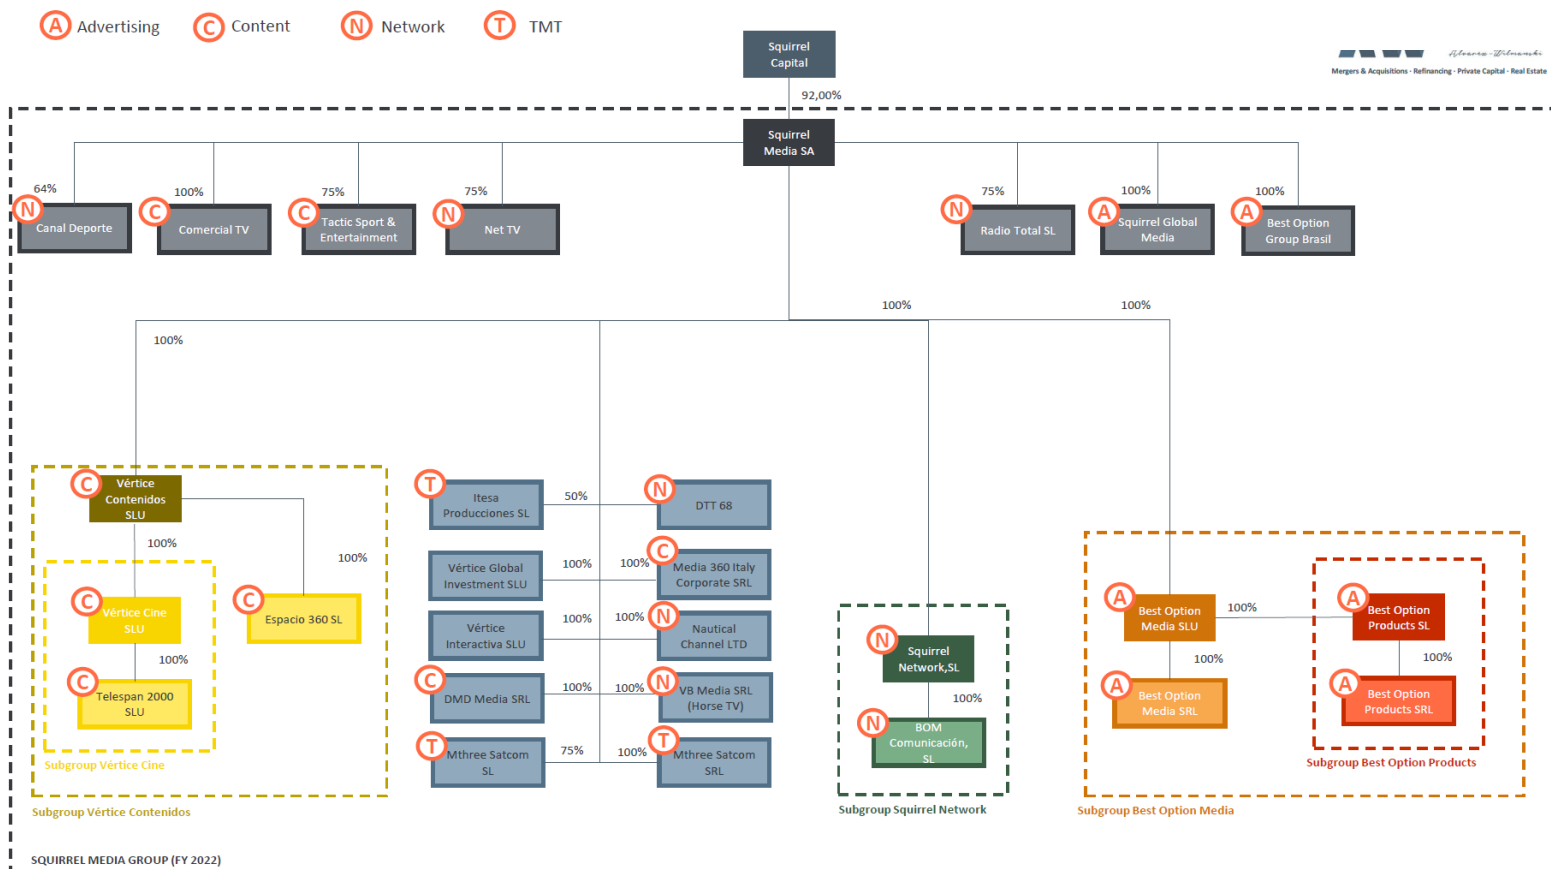 A Advertising
C Content
N Network
T TMT
Squirrel
Capital
Mergers & Acquisitions - Refinancing - Private Capital - Real Estate
92,00%
Squirrel
Media SA
64%
N
Canal Deporte
100%
C
Comercial TV
75%
C
Tactic Sport &
Entertainment
75%
N
Net TV
75%
N
Radio Total SL
100%
A
Squirrel Global
Media
100%
A
Best Option
Group Brasil
100%
100%
100%
C
Vértice
Contenidos
SLU
100%
100%
C
Vértice Cine
SLU
C
Espacio 360 SL
100%
C
Telespan 2000
SLU
Subgroup Vértice Cine
Subgroup Vértice Contenidos
T
Itesa
Producciones SL
50%
N
DTT 68
Vértice Global
Investment SLU
100%
100%
C
Media 360 Italy
Corporate SRL
Vértice
Interactiva SLU
100%
100%
N
Nautical
Channel LTD
C
DMD Media SRL
100%
100%
N
VB Media SRL
(Horse TV)
T
Mthree Satcom
SL
75%
100%
T
Mthree Satcom
SRL
N
Squirrel
Network,SL
100%
N
BOM
Comunicación,
SL
Subgroup Squirrel Network
A
Best Option
Media SLU
100%
A
Best Option
Products SL
100%
100%
A
Best Option
Media SRL
A
Best Option
Products SRL
Subgroup Best Option Products
Subgroup Best Option Media
SQUIRREL MEDIA GROUP (FY 2022)